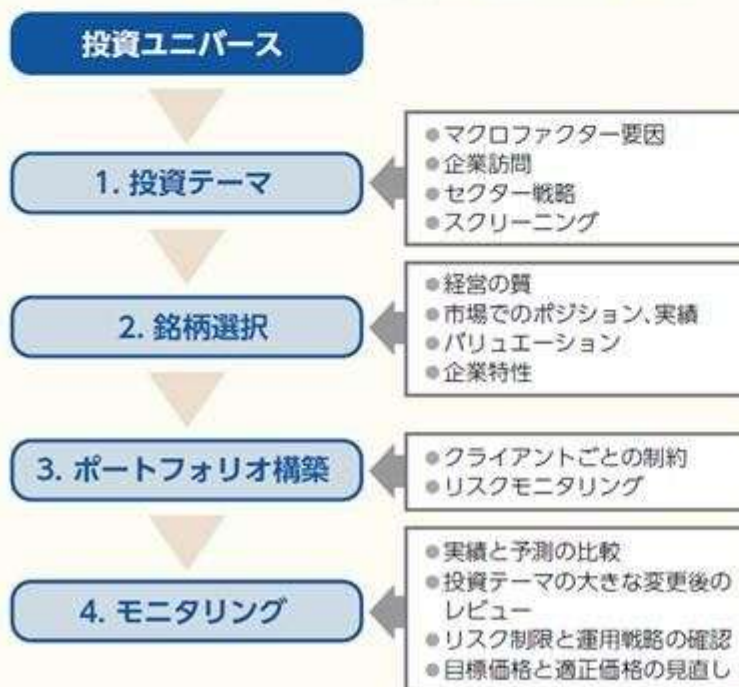 投資ユニバース
1. 投資テーマ
●マクロファクター要因
●企業訪問
●セクター戦略
●スクリーニング
2. 銘柄選択
●経営の質
●市場でのポジション、実績
●バリュエーション
●企業特性
3. ポートフォリオ構築
●クライアントごとの制約
●リスクモニタリング
4. モニタリング
●実績と予測の比較
●投資テーマの大きな変更後の
レビュー
●リスク制限と運用戦略の確認
●目標価格と適正価格の見直し